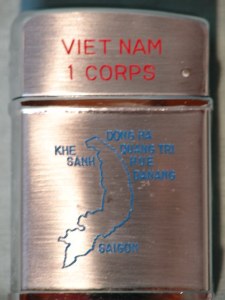 VIET NAM
1 CORPS
DONG HA
KHE SANH
QUANG TRI
HUE
DANANG
SAIGON